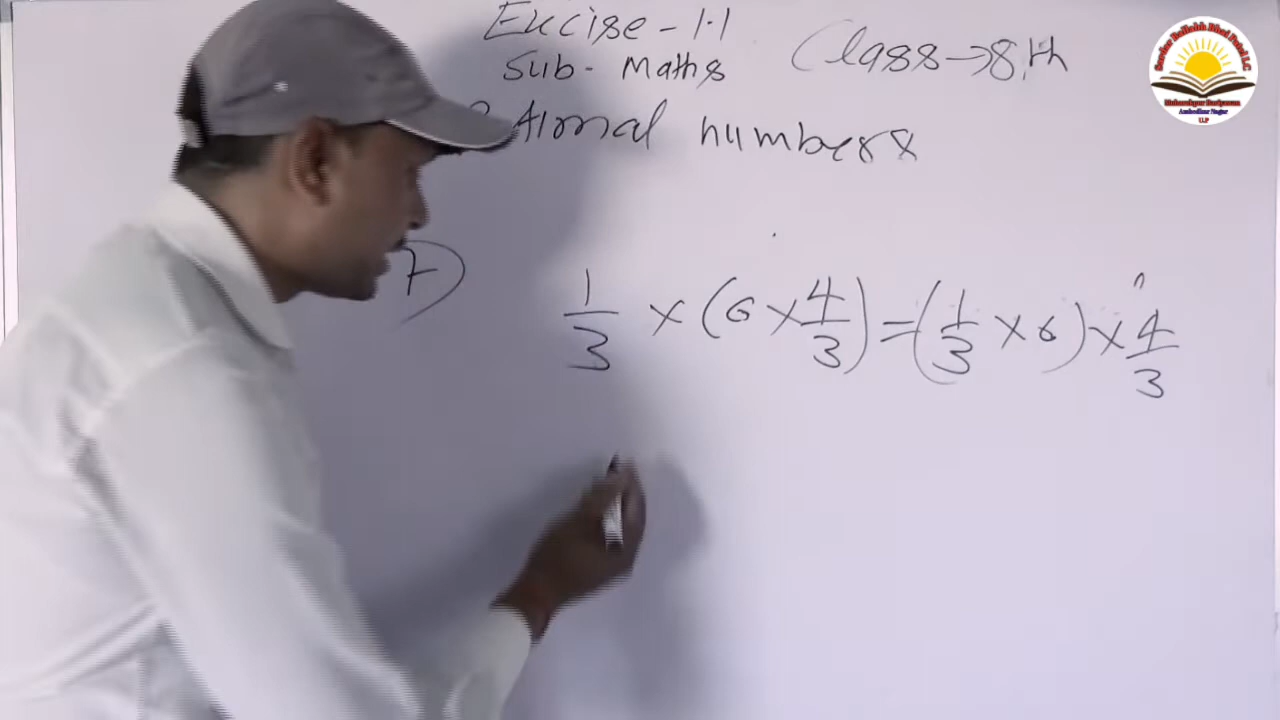 Excise - 1.1
Sub - Maths
Class → 8th
numbers
7)
1/3 × (6 × 4/3) = (1/3 × 6) × 4/3